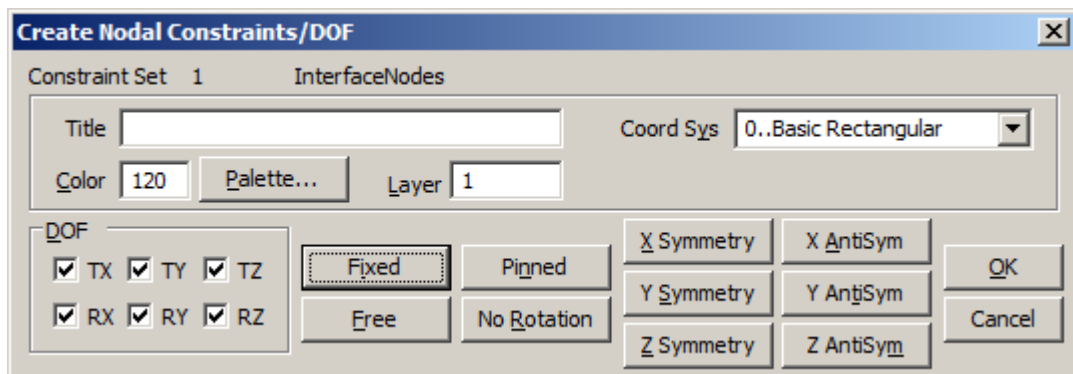 Create Nodal Constraints/DOF
Constraint Set 1 InterfaceNodes
Title Coord Sys 0..Basic Rectangular
Color 120 Palette... Layer 1
DOF
TX TY TZ
RX RY RZ
Fixed Pinned
Free No Rotation
X Symmetry X AntiSym
Y Symmetry Y AntiSym
Z Symmetry Z AntiSym
OK
Cancel